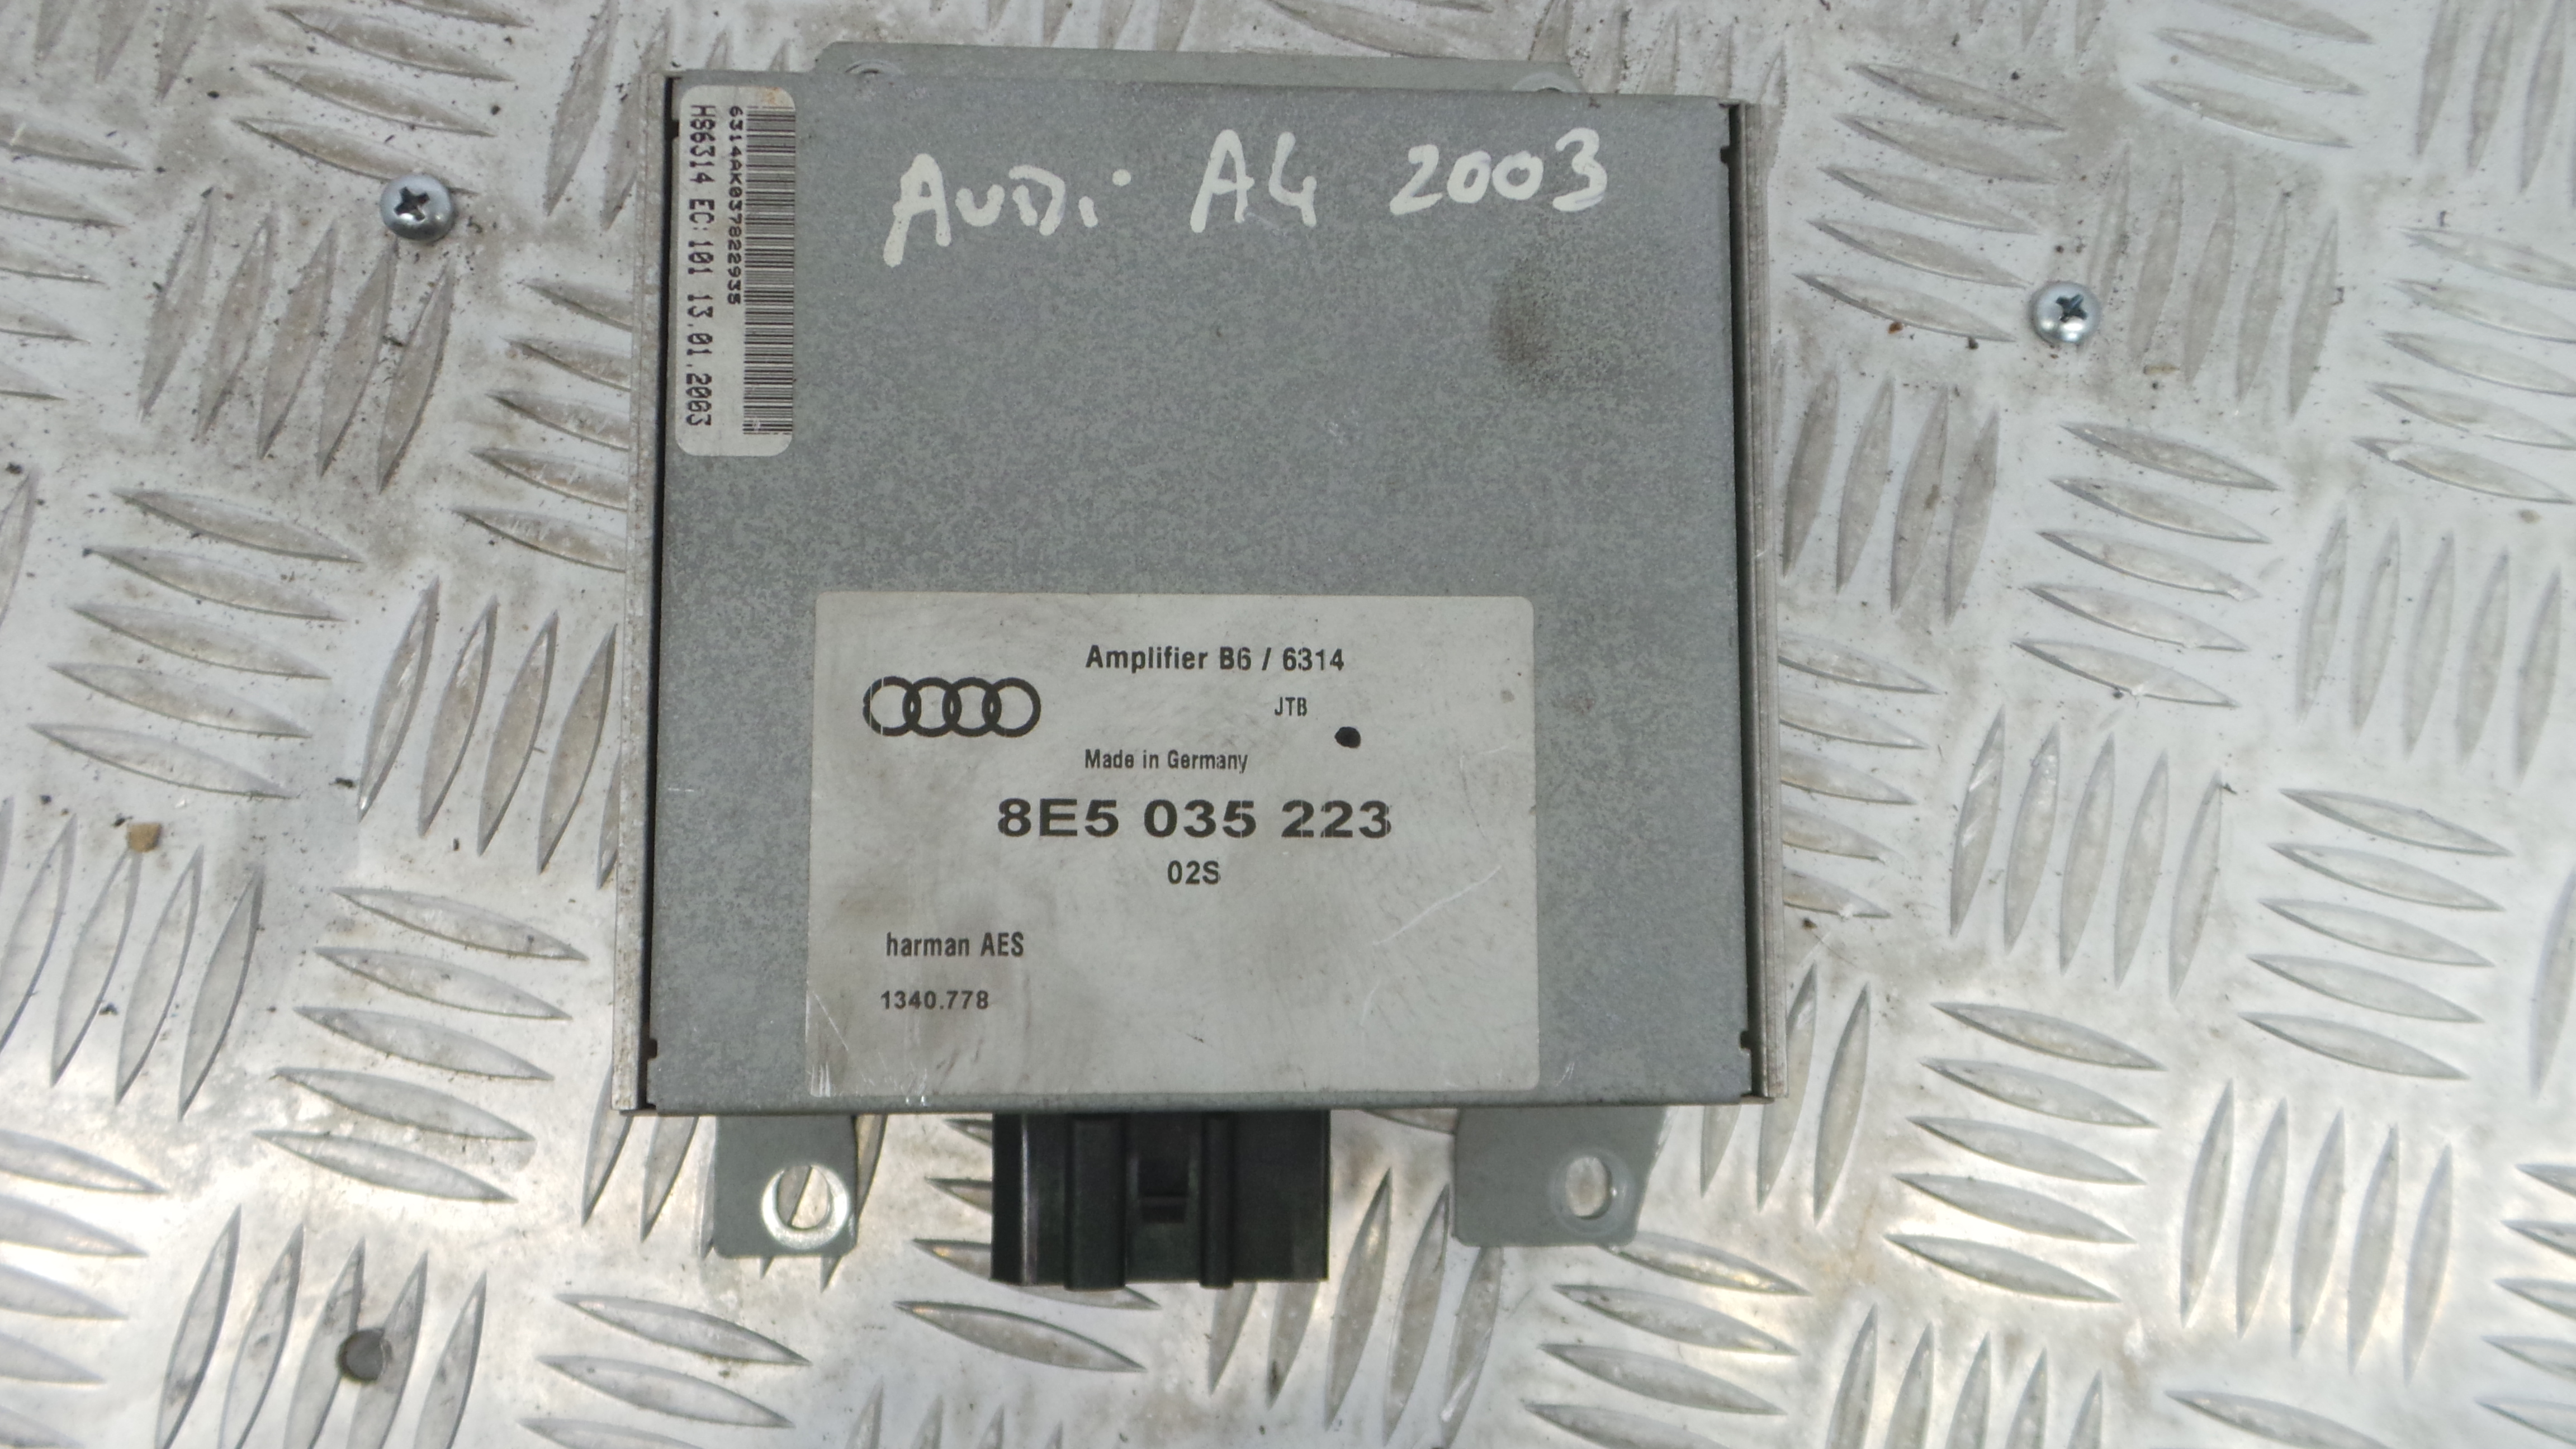 AUDi A4 2003
6314AK037822935
H86314 EC:101 13.01.2003
Amplifier B6 / 6314
JTB
Made in Germany
8E5 035 223
02S
harman AES
1340.778